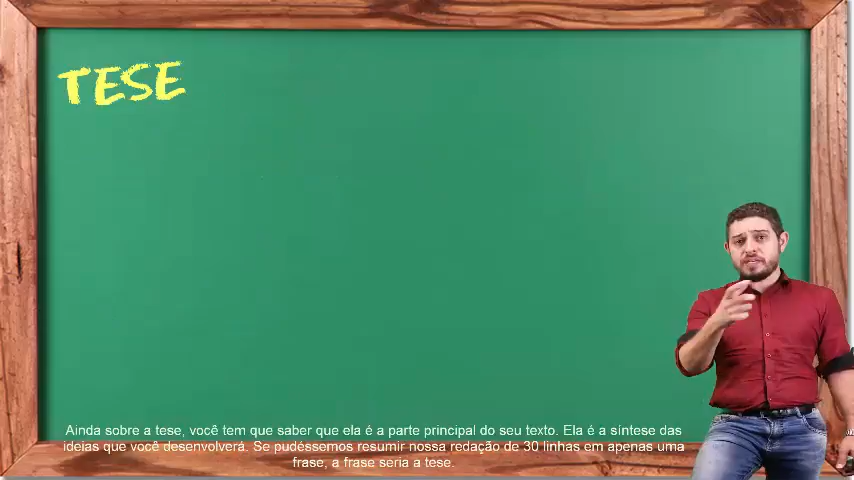 TESE
Ainda sobre a tese, você tem que saber que ela é a parte principal do seu texto. Ela é a síntese das
ideias que você desenvolverá. Se pudéssemos resumir nossa redação de 30 linhas em apenas uma
frase, a frase seria a tese.